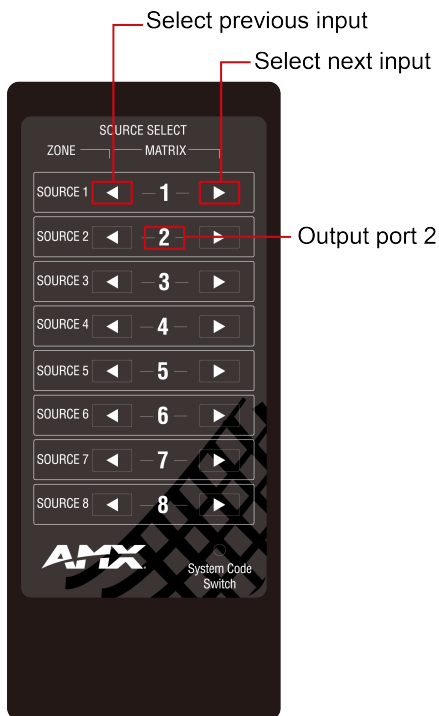 Select previous input
Select next input
SOURCE SELECT
ZONE MATRIX
SOURCE 1 ◀ –1– ▶
SOURCE 2 ◀ –2– ▶ Output port 2
SOURCE 3 ◀ –3– ▶
SOURCE 4 ◀ –4– ▶
SOURCE 5 ◀ –5– ▶
SOURCE 6 ◀ –6– ▶
SOURCE 7 ◀ –7– ▶
SOURCE 8 ◀ –8– ▶
AMX
System Code
Switch